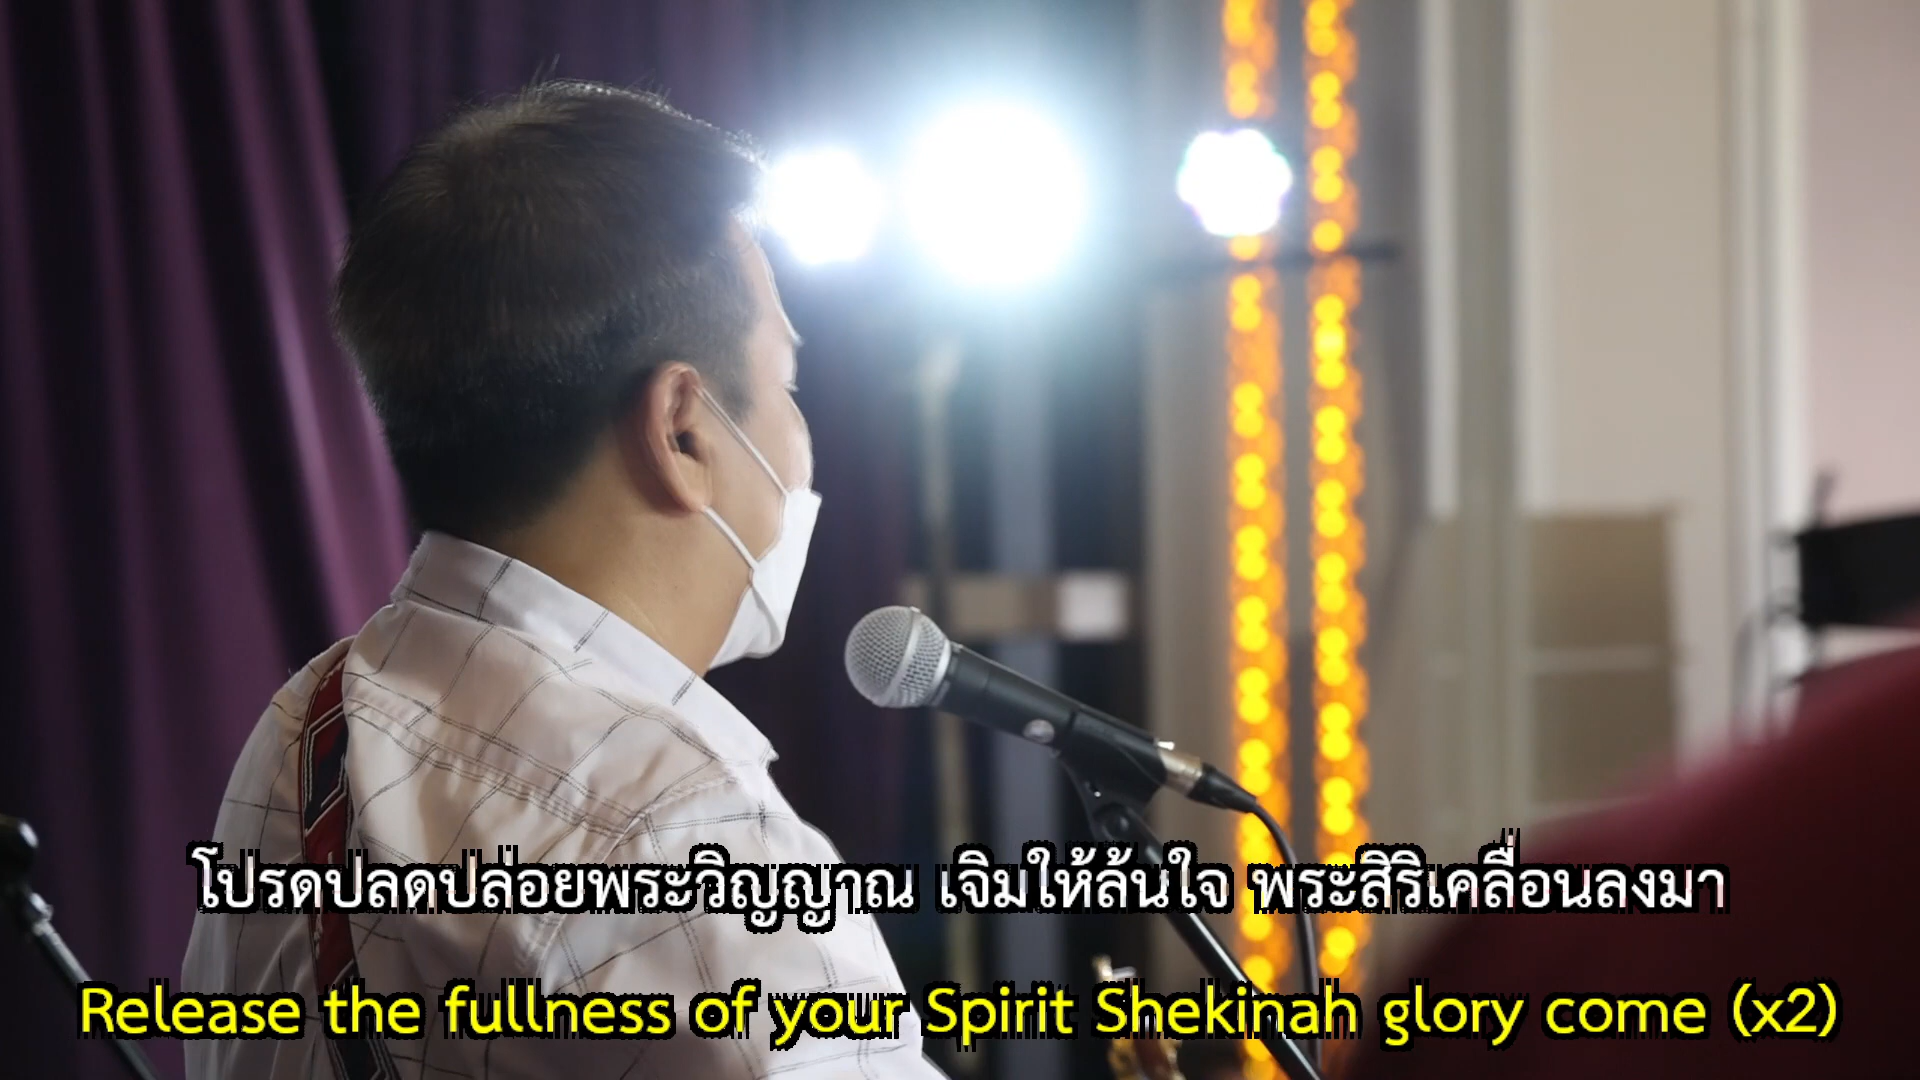 โปรดปลดปล่อยพระวิญญาณ เจิมให้ล้นใจ พระสิริเคลื่อนลงมา
Release the fullness of your Spirit Shekinah glory come (x2)